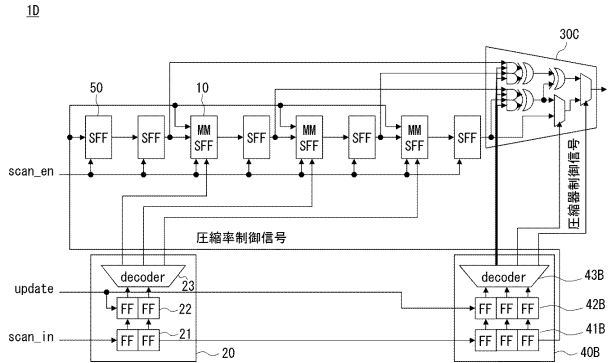 1D
30C
50
10
SFF
SFF
MM SFF
SFF
MM SFF
SFF
MM SFF
SFF
scan_en
圧縮率制御信号
圧縮器制御信号
decoder
23
decoder
43B
update
FF FF
22
FF FF FF
42B
scan_in
FF FF
21
FF FF FF
41B
20
40B